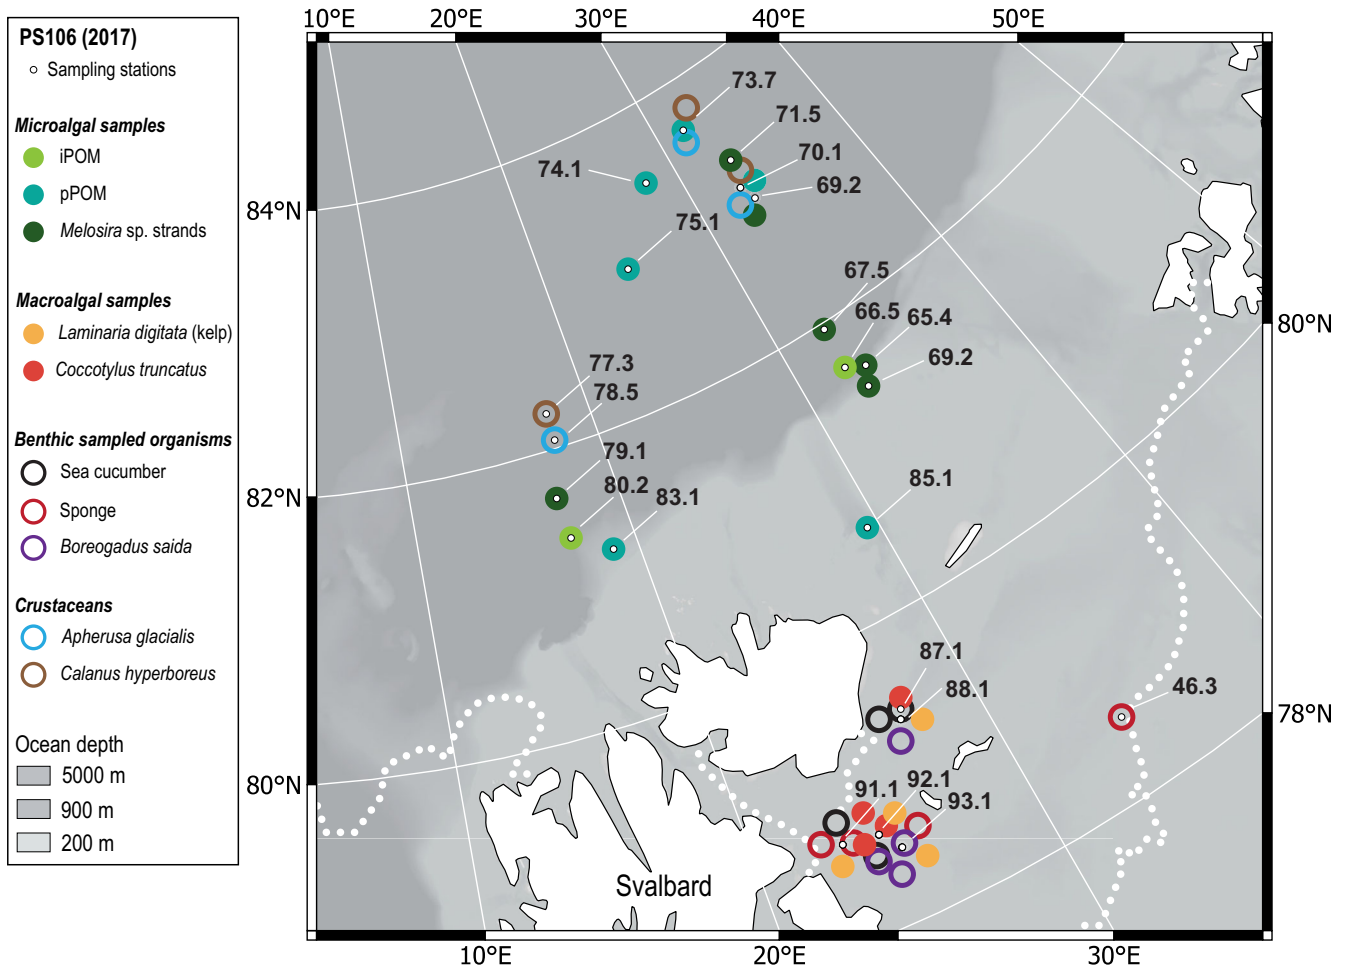 10°E 20°E 30°E 40°E 50°E
PS106 (2017)
Sampling stations
Microalgal samples
iPOM
pPOM
Melosira sp. strands
Macroalgal samples
Laminaria digitata (kelp)
Coccotylus truncatus
Benthic sampled organisms
Sea cucumber
Sponge
Boreogadus saida
Crustaceans
Apherusa glacialis
Calanus hyperboreus
Ocean depth
5000 m
900 m
200 m
84°N
82°N
80°N
80°N
78°N
73.7
71.5
70.1
69.2
74.1
75.1
67.5
66.5
65.4
69.2
77.3
78.5
79.1
80.2
83.1
85.1
87.1
88.1
46.3
91.1
92.1
93.1
Svalbard
10°E 20°E 30°E